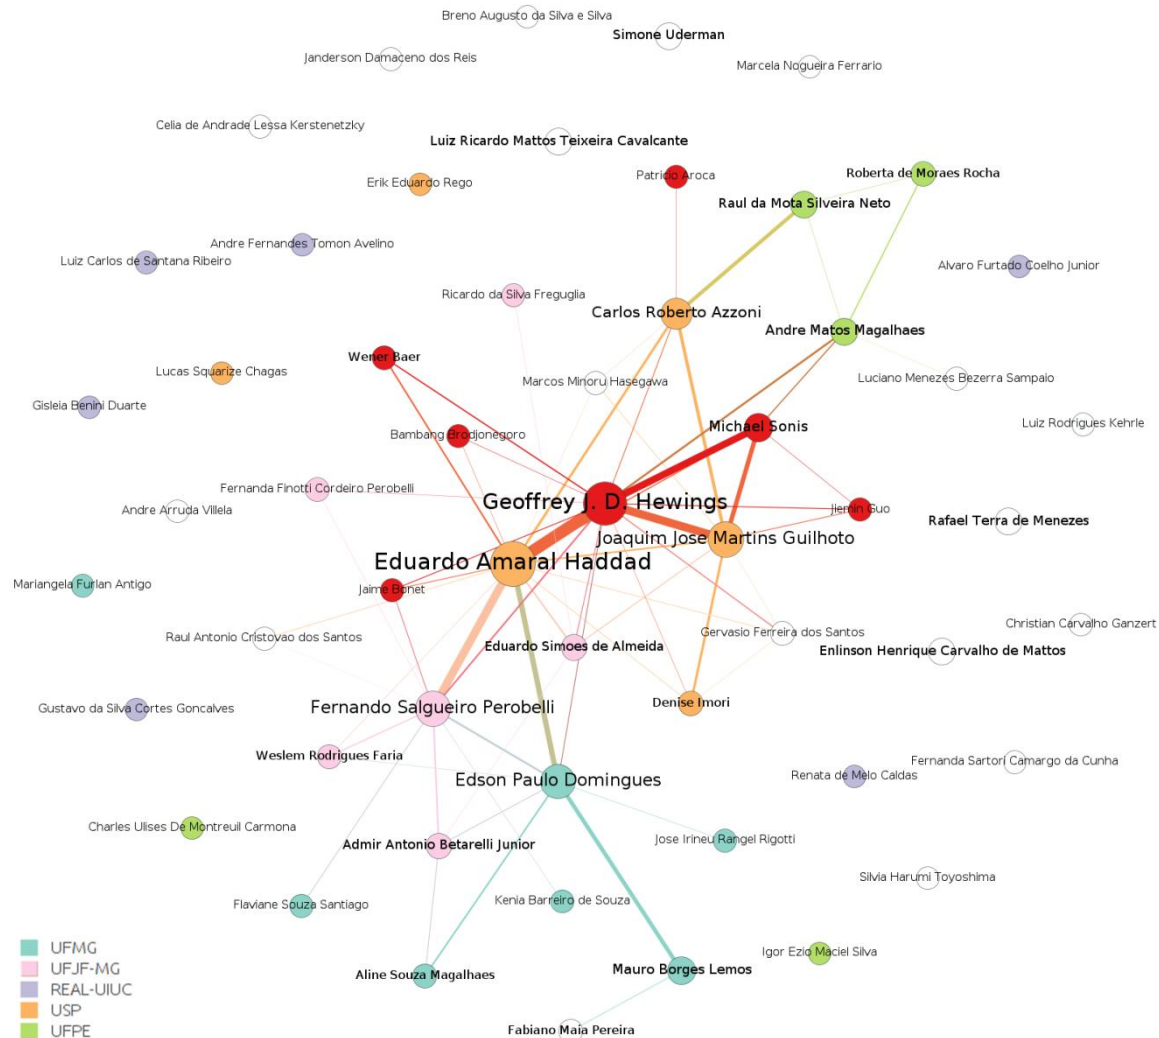 Breno Augusto da Silva e Silva
Simone Uderman
Janderson Damaceno dos Reis
Marcela Nogueira Ferrario
Celia de Andrade Lessa Kerstenetzky
Luiz Ricardo Mattos Teixeira Cavalcante
Patricio Aroca
Roberta de Moraes Rocha
Erik Eduardo Rego
Raul da Mota Silveira Neto
Andre Fernandes Tomon Avelino
Luiz Carlos de Santana Ribeiro
Alvaro Furtado Coelho Junior
Ricardo da Silva Freguglia
Carlos Roberto Azzoni
Andre Matos Magalhaes
Wener Baer
Lucas Squarize Chagas
Marcos Minoru Hasegawa
Luciano Menezes Bezerra Sampaio
Gisleia Benini Duarte
Luiz Rodrigues Kehrle
Michael Sonis
Bambang Brodjonegoro
Fernanda Finotti Cordeiro Perobelli
Geoffrey J. D. Hewings
Andre Arruda Villela
Jiemin Guo
Rafael Terra de Menezes
Joaquim Jose Martins Guilhoto
Eduardo Amaral Haddad
Mariangela Furlan Antigo
Jaime Bonet
Christian Carvalho Ganzert
Raul Antonio Cristovao dos Santos
Gervasio Ferreira dos Santos
Eduardo Simoes de Almeida
Enlinson Henrique Carvalho de Mattos
Denise Imori
Gustavo da Silva Cortes Goncalves
Fernando Salgueiro Perobelli
Weslem Rodrigues Faria
Fernanda Sartori Camargo da Cunha
Renata de Melo Caldas
Edson Paulo Domingues
Charles Ulises De Montreuil Carmona
Jose Irineu Rangel Rigotti
Admir Antonio Betarelli Junior
Silvia Harumi Toyoshima
Kenia Barreiro de Souza
Flaviane Souza Santiago
Igor Ezio Maciel Silva
Mauro Borges Lemos
Aline Souza Magalhaes
Fabiano Maia Pereira
UFMG
UFJF-MG
REAL-UIUC
USP
UFPE